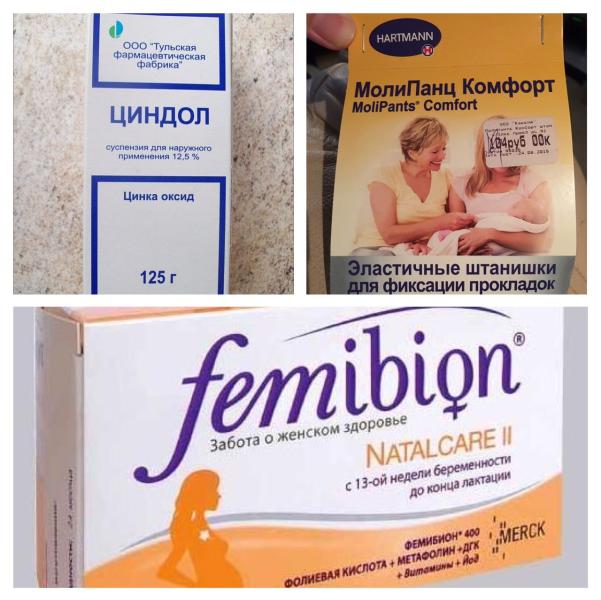 ООО "Тульская
фармацевтическая
фабрика"
ЦИНДОЛ
суспензия для наружного
применения 12,5 %
Цинка оксид
125 г
HARTMANN
МолиПанц Комфорт
MoliPants® Comfort
104руб 00к
Эластичные штанишки
для фиксации прокладок
femibion®
Забота о женском здоровье
NATALCARE II
с 13-ой недели беременности
до конца лактации
ФЕМИБИОН® 400
ФОЛИЕВАЯ КИСЛОТА + МЕТАФОЛИН +ДГК
+ Витамины + Йод
MERCK